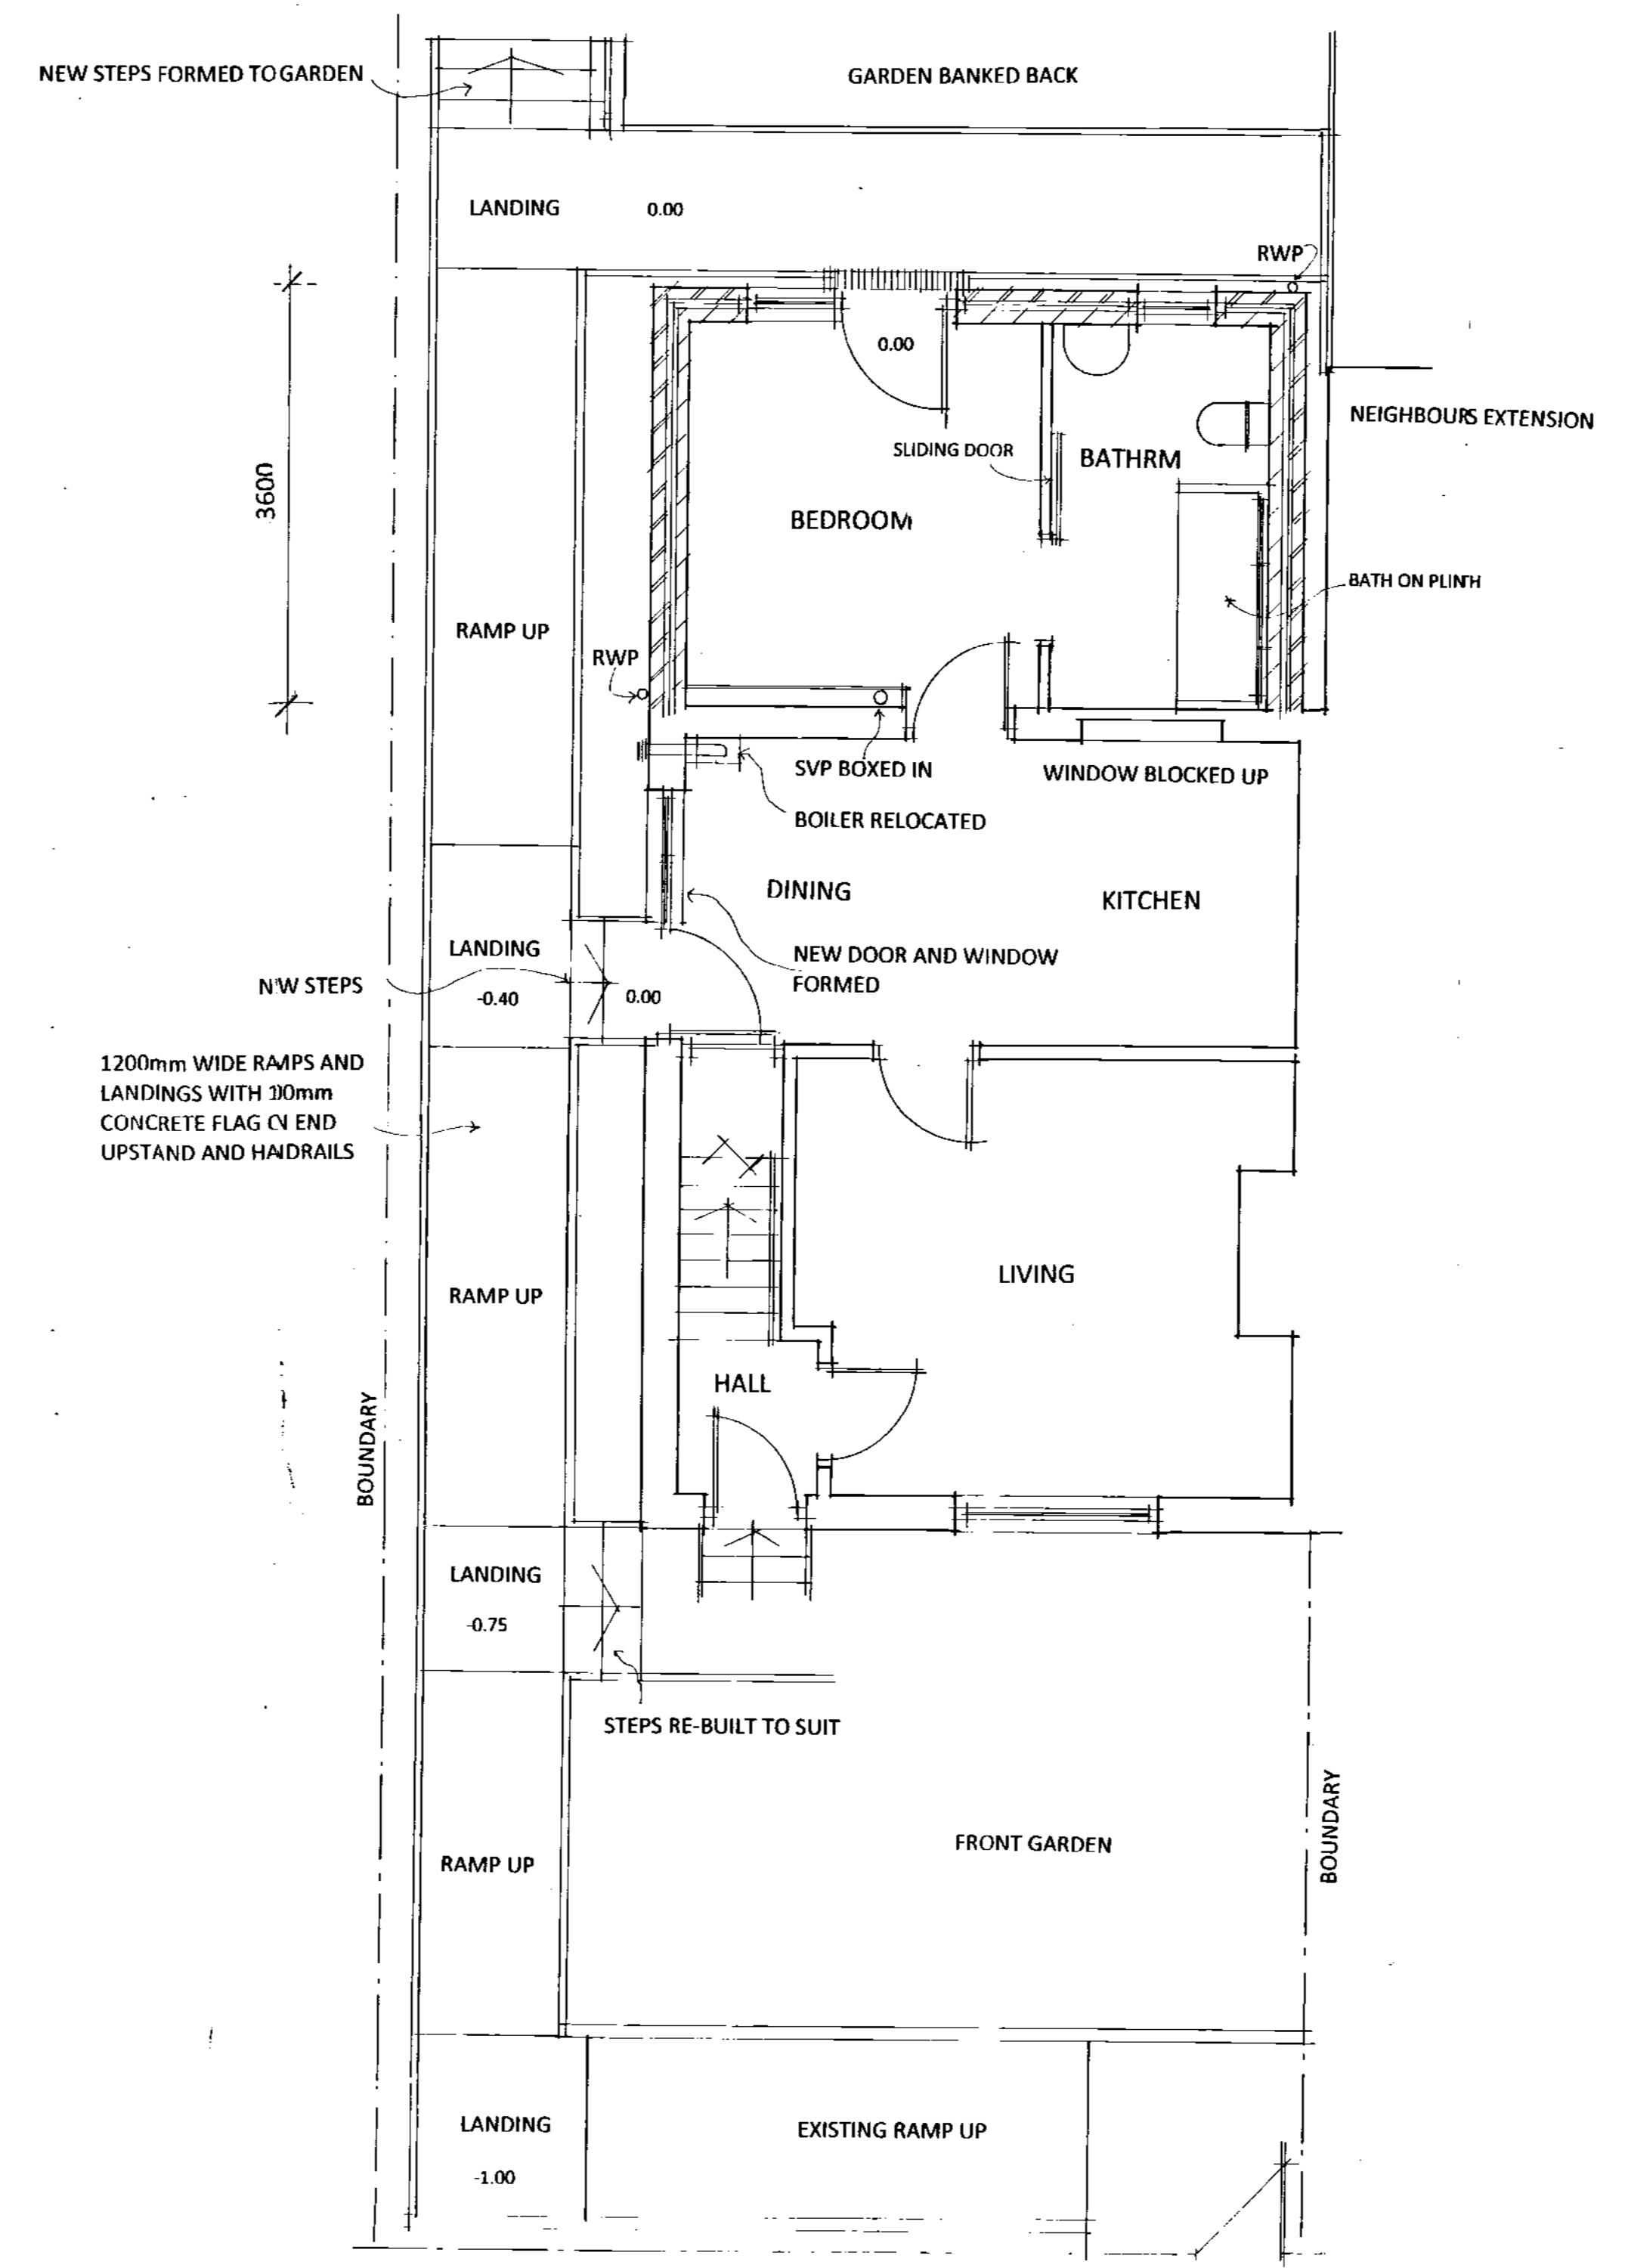 NEW STEPS FORMED TO GARDEN
GARDEN BANKED BACK
LANDING 0.00
RWP
0.00
3600
NEIGHBOURS EXTENSION
SLIDING DOOR
BATHRM
BEDROOM
BATH ON PLINTH
RAMP UP
RWP
SVP BOXED IN
WINDOW BLOCKED UP
BOILER RELOCATED
DINING
KITCHEN
LANDING
NEW DOOR AND WINDOW
FORMED
N'W STEPS
-0.40
0.00
1200mm WIDE RAMPS AND
LANDINGS WITH 100mm
CONCRETE FLAG ON END
UPSTAND AND HANDRAILS
RAMP UP
LIVING
HALL
BOUNDARY
LANDING
-0.75
STEPS RE-BUILT TO SUIT
FRONT GARDEN
RAMP UP
BOUNDARY
LANDING
EXISTING RAMP UP
-1.00